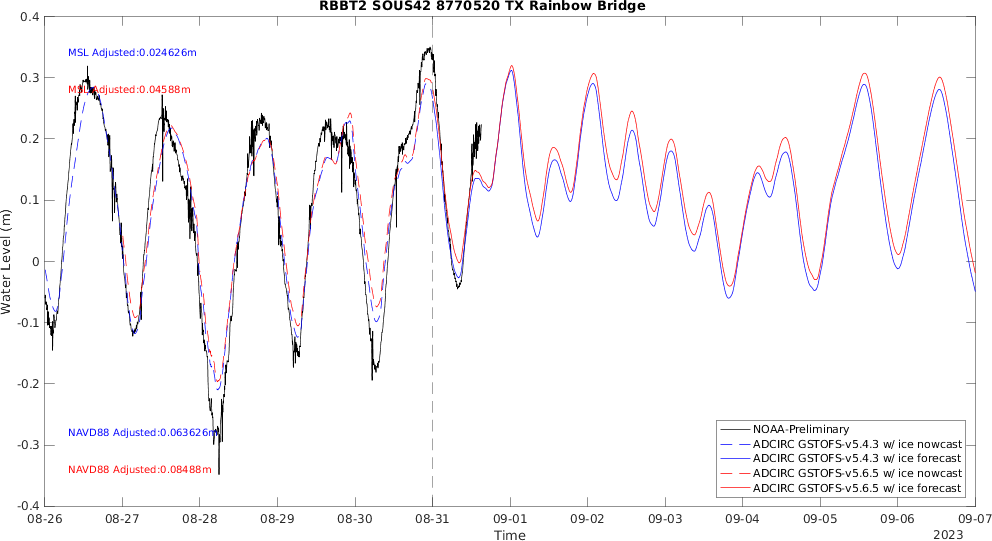 RBBT2 SOUS42 8770520 TX Rainbow Bridge
MSL Adjusted:0.024626m
MSL Adjusted:0.04588m
NAVD88 Adjusted:0.063626m
NAVD88 Adjusted:0.08488m
Water Level (m)
0.4
0.3
0.2
0.1
0
-0.1
-0.2
-0.3
-0.4
NOAA-Preliminary
ADCIRC GSTOFS-v5.4.3 w/ ice nowcast
ADCIRC GSTOFS-v5.4.3 w/ ice forecast
ADCIRC GSTOFS-v5.6.5 w/ ice nowcast
ADCIRC GSTOFS-v5.6.5 w/ ice forecast
08-26 08-27 08-28 08-29 08-30 08-31 09-01 09-02 09-03 09-04 09-05 09-06 09-07
Time
2023